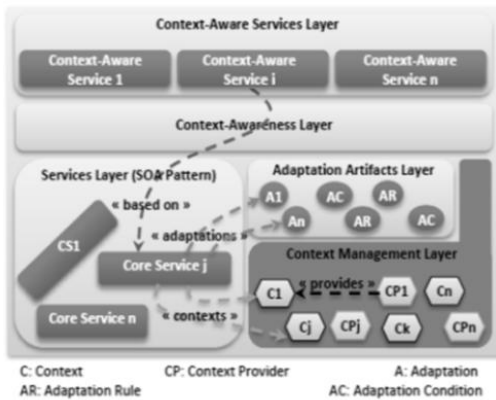 Context-Aware Services Layer
Context-Aware Service 1
Context-Aware Service i
Context-Aware Service n
Context-Awareness Layer
Services Layer (SOA Pattern)
« based on »
CS1
« adaptations »
Core Service j
Core Service n
« contexts »
Adaptation Artifacts Layer
A1
AC
AR
An
AR
AC
Context Management Layer
« provides »
C1
CP1
Cn
Cj
CPj
Ck
CPn
C: Context
CP: Context Provider
A: Adaptation
AR: Adaptation Rule
AC: Adaptation Condition